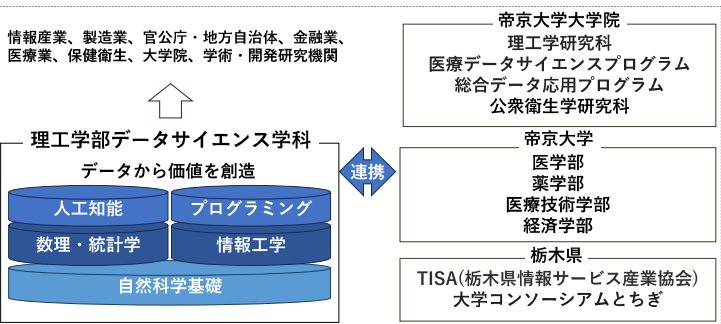 情報産業、製造業、官公庁・地方自治体、金融業、
医療業、保健衛生、大学院、学術・開発研究機関
理工学部データサイエンス学科
データから価値を創造
人工知能
プログラミング
数理・統計学
情報工学
自然科学基礎
連携
帝京大学大学院
理工学研究科
医療データサイエンスプログラム
総合データ応用プログラム
公衆衛生学研究科
帝京大学
医学部
薬学部
医療技術学部
経済学部
栃木県
TISA(栃木県情報サービス産業協会)
大学コンソーシアムとちぎ